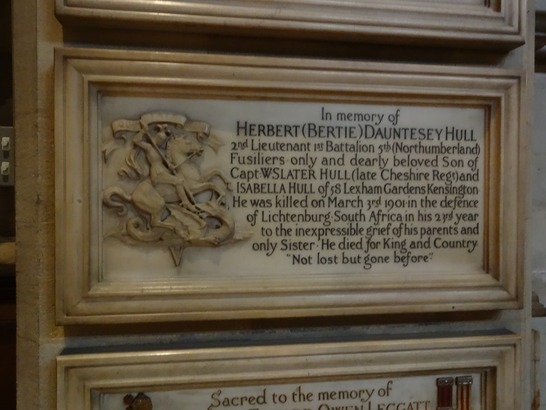 In memory of
HERBERT (BERTIE) DAUNTESEY HULL
2nd Lieutenant 1st Battalion 5th (Northumberland)
Fusiliers · only and dearly beloved Son of
Capt. W SLATER HULL (late Cheshire Regt) and
ISABELLA HULL of 58 Lexham Gardens Kensington
He was killed on March 3rd 1901 · in the defence
of Lichtenburg · South Africa in his 23rd year
to the inexpressible grief of his parents and
only Sister · He died for King and Country
"Not lost but gone before"
Sacred to the memory of
OWEN LEGGATT